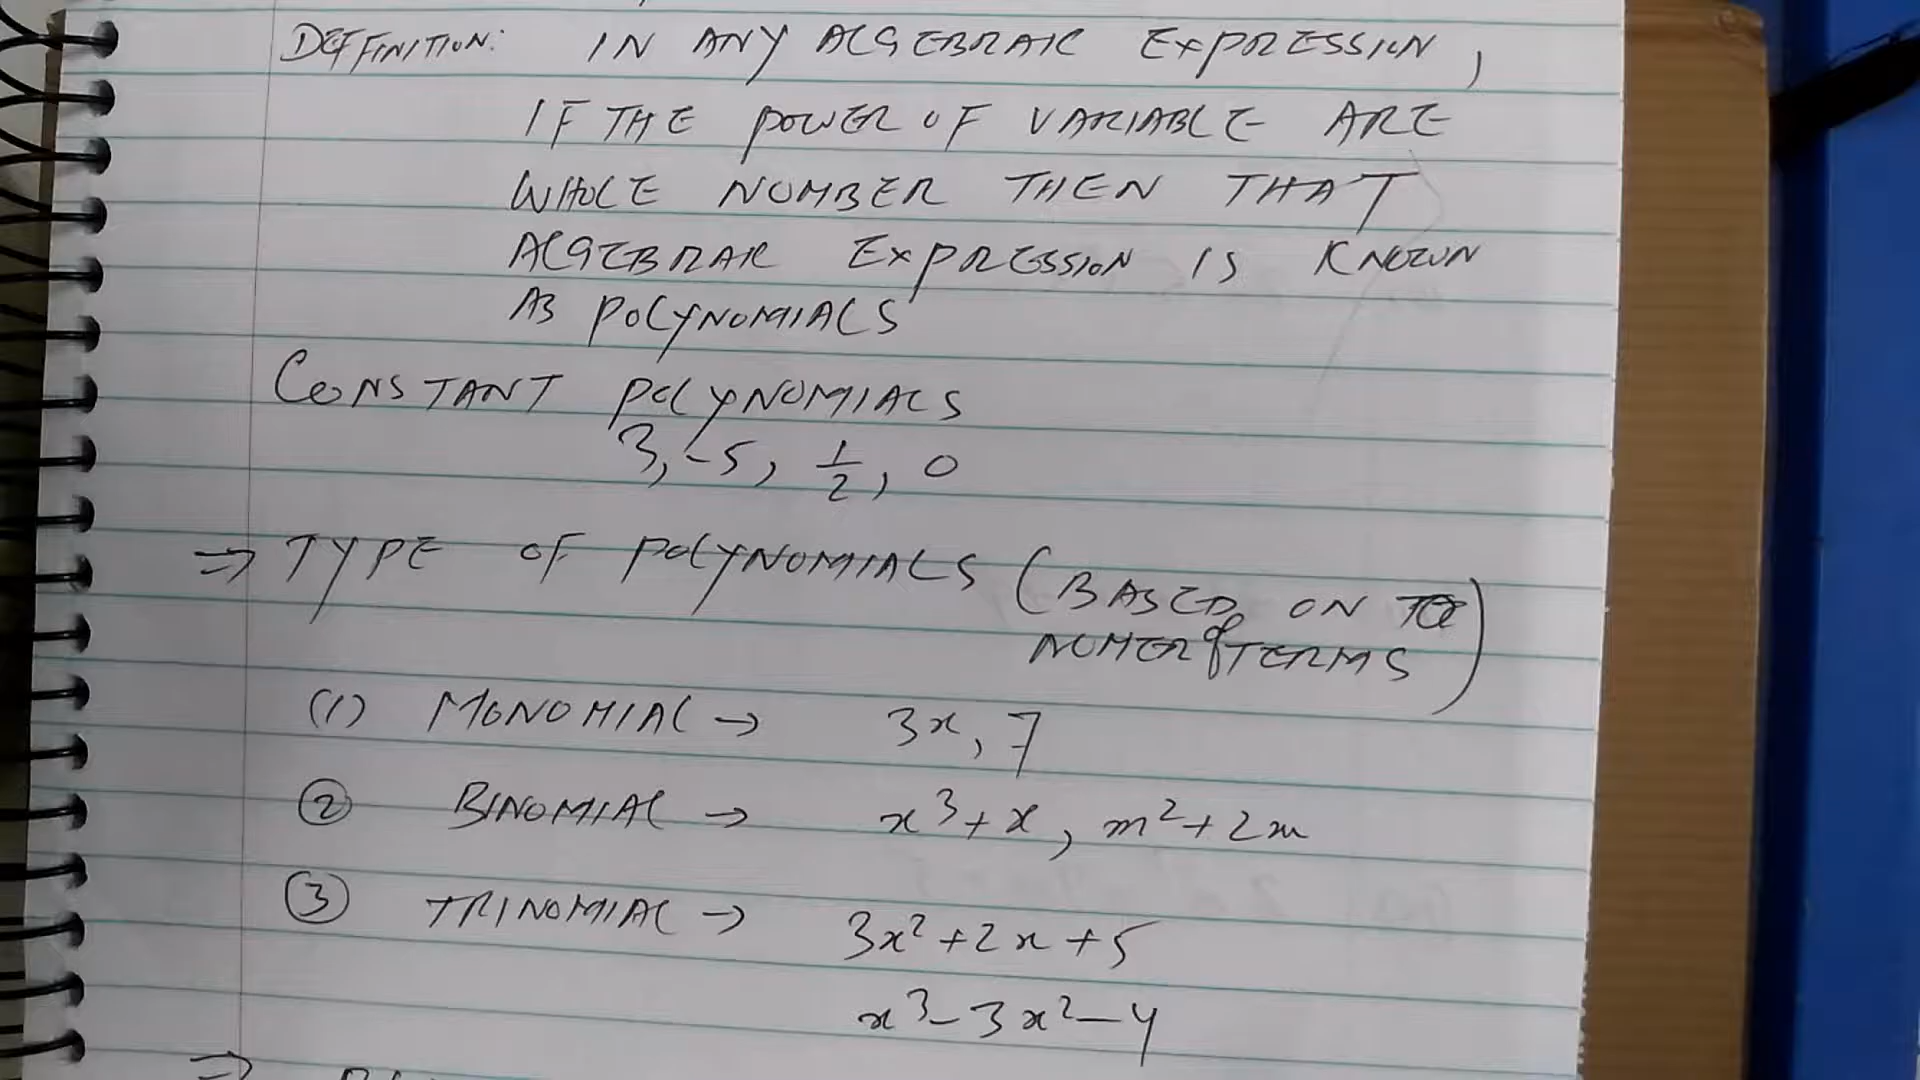 DEFFINITION: IN ANY ALGEBRAIC EXPRESSION,
IF THE POWER OF VARIABLE ARE
WHOLE NUMBER THEN THAT
ALGEBRAIC EXPRESSION IS KNOWN
AS POLYNOMIALS
CONSTANT POLYNOMIALS
3, -5, 1/2, 0
⇒ TYPE OF POLYNOMIALS (BASED ON
NUMER OF TERMS)
(1) MONOMIAL → 3x, 7
② BINOMIAL → x³+x, m²+2m
③ TRINOMIAL → 3x²+2x+5
x³-3x²-4
⇒